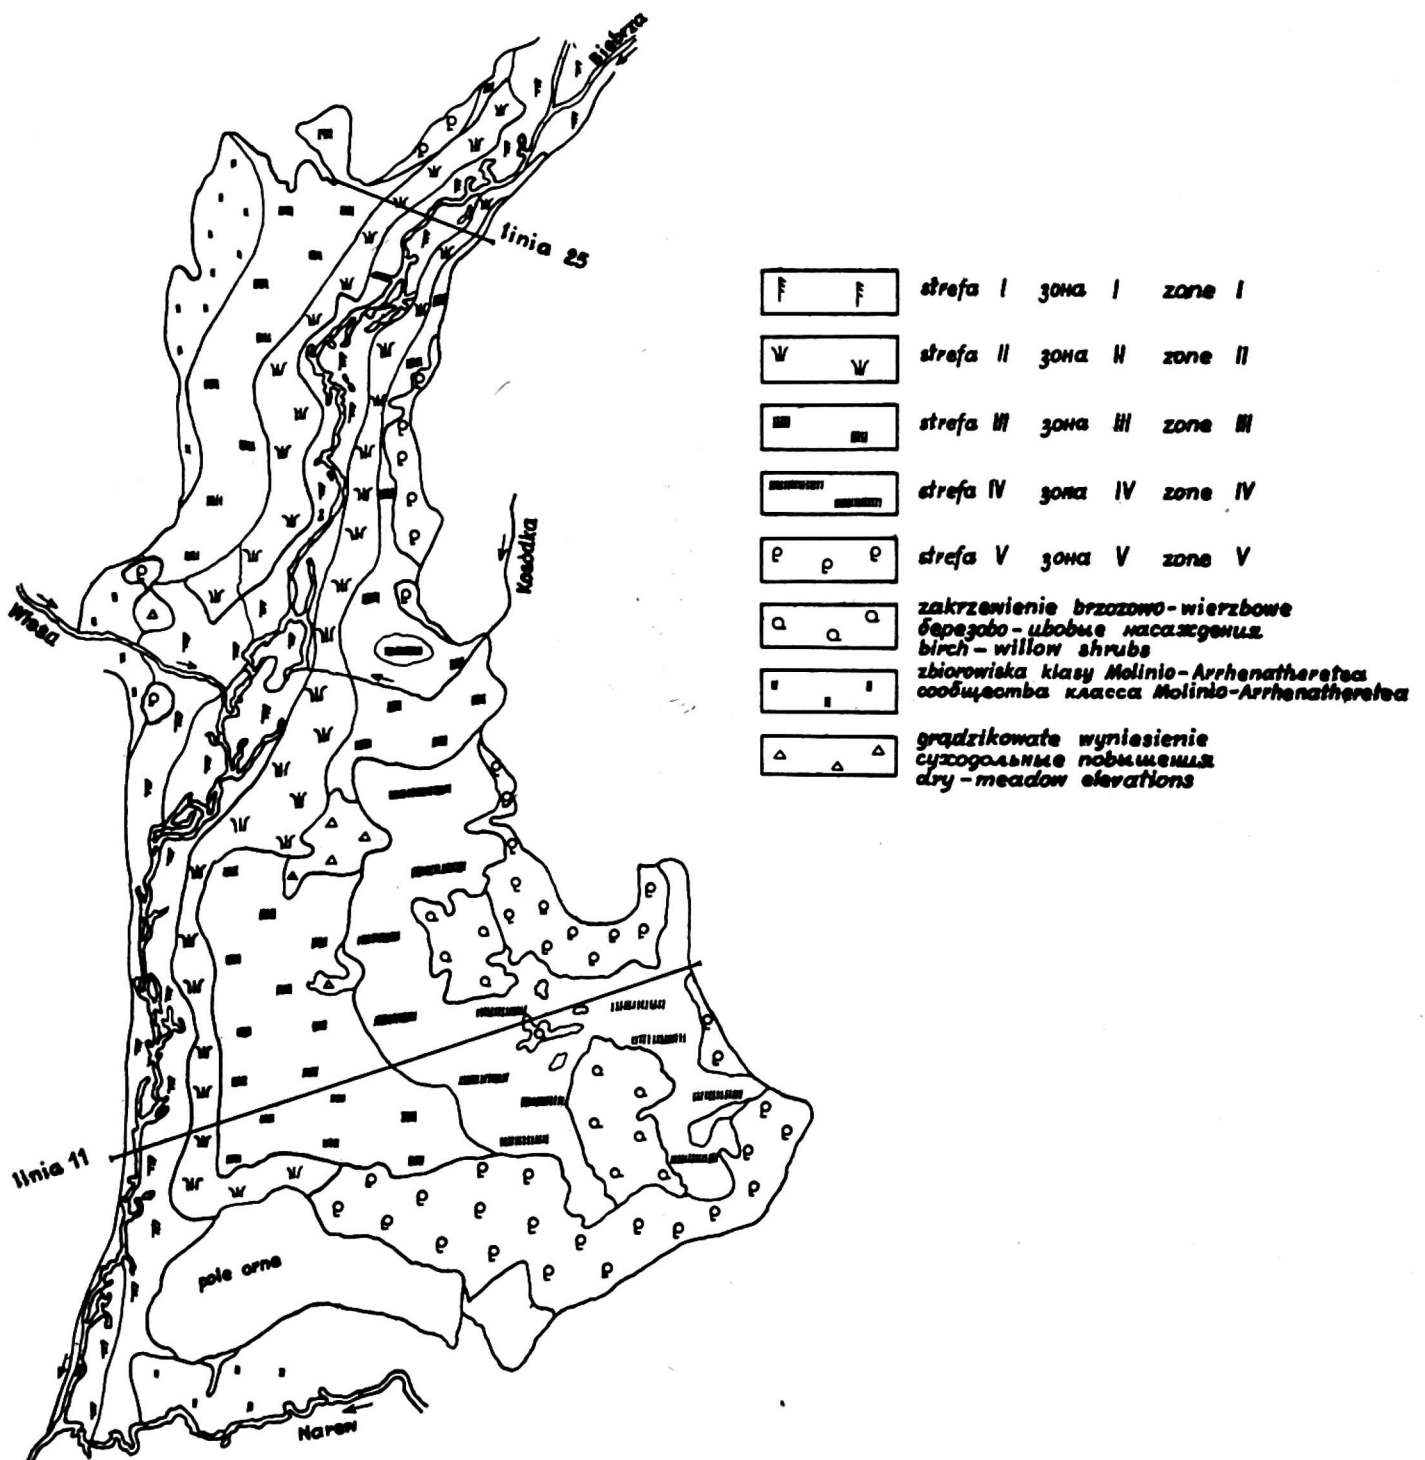 Biebrza
linia 25
Kosódka
Wissa
linia 11
pole orne
Narew
strefa I зона I zone I
strefa II зона II zone II
strefa III зона III zone III
strefa IV зона IV zone IV
strefa V зона V zone V
zakrzewienie brzozowo-wierzbowe
березово-ивовые насаждения
birch-willow shrubs
zbiorowiska klasy Molinio-Arrhenatheretea
сообщества класса Molinio-Arrhenatheretea
grądzikowate wyniesienie
суходольные повышения
dry-meadow elevations